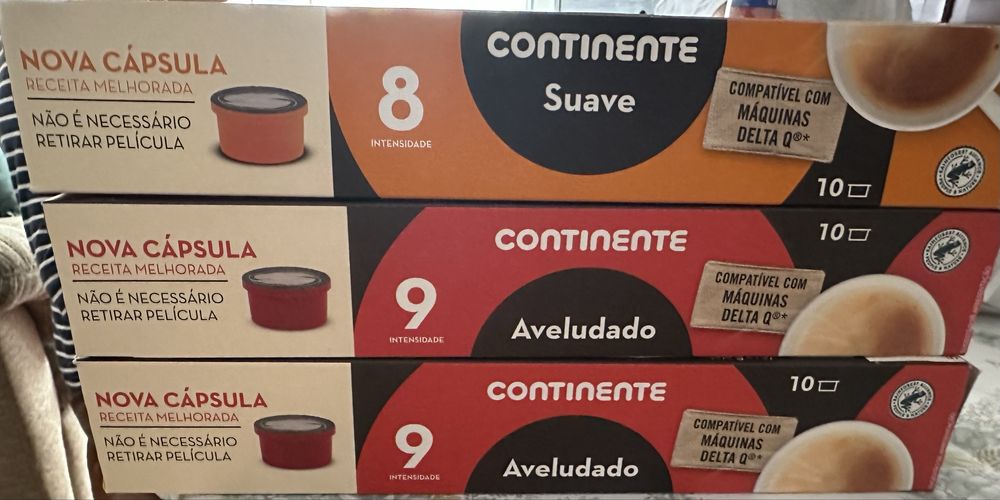 NOVA CÁPSULA
RECEITA MELHORADA
NÃO É NECESSÁRIO
RETIRAR PELÍCULA
8
INTENSIDADE
CONTINENTE
Suave
COMPATÍVEL COM
MÁQUINAS
DELTA Q®*
10
NOVA CÁPSULA
RECEITA MELHORADA
NÃO É NECESSÁRIO
RETIRAR PELÍCULA
9
INTENSIDADE
CONTINENTE
Aveludado
COMPATÍVEL COM
MÁQUINAS
DELTA Q®*
10
NOVA CÁPSULA
RECEITA MELHORADA
NÃO É NECESSÁRIO
RETIRAR PELÍCULA
9
INTENSIDADE
CONTINENTE
Aveludado
COMPATÍVEL COM
MÁQUINAS
DELTA Q®*
10